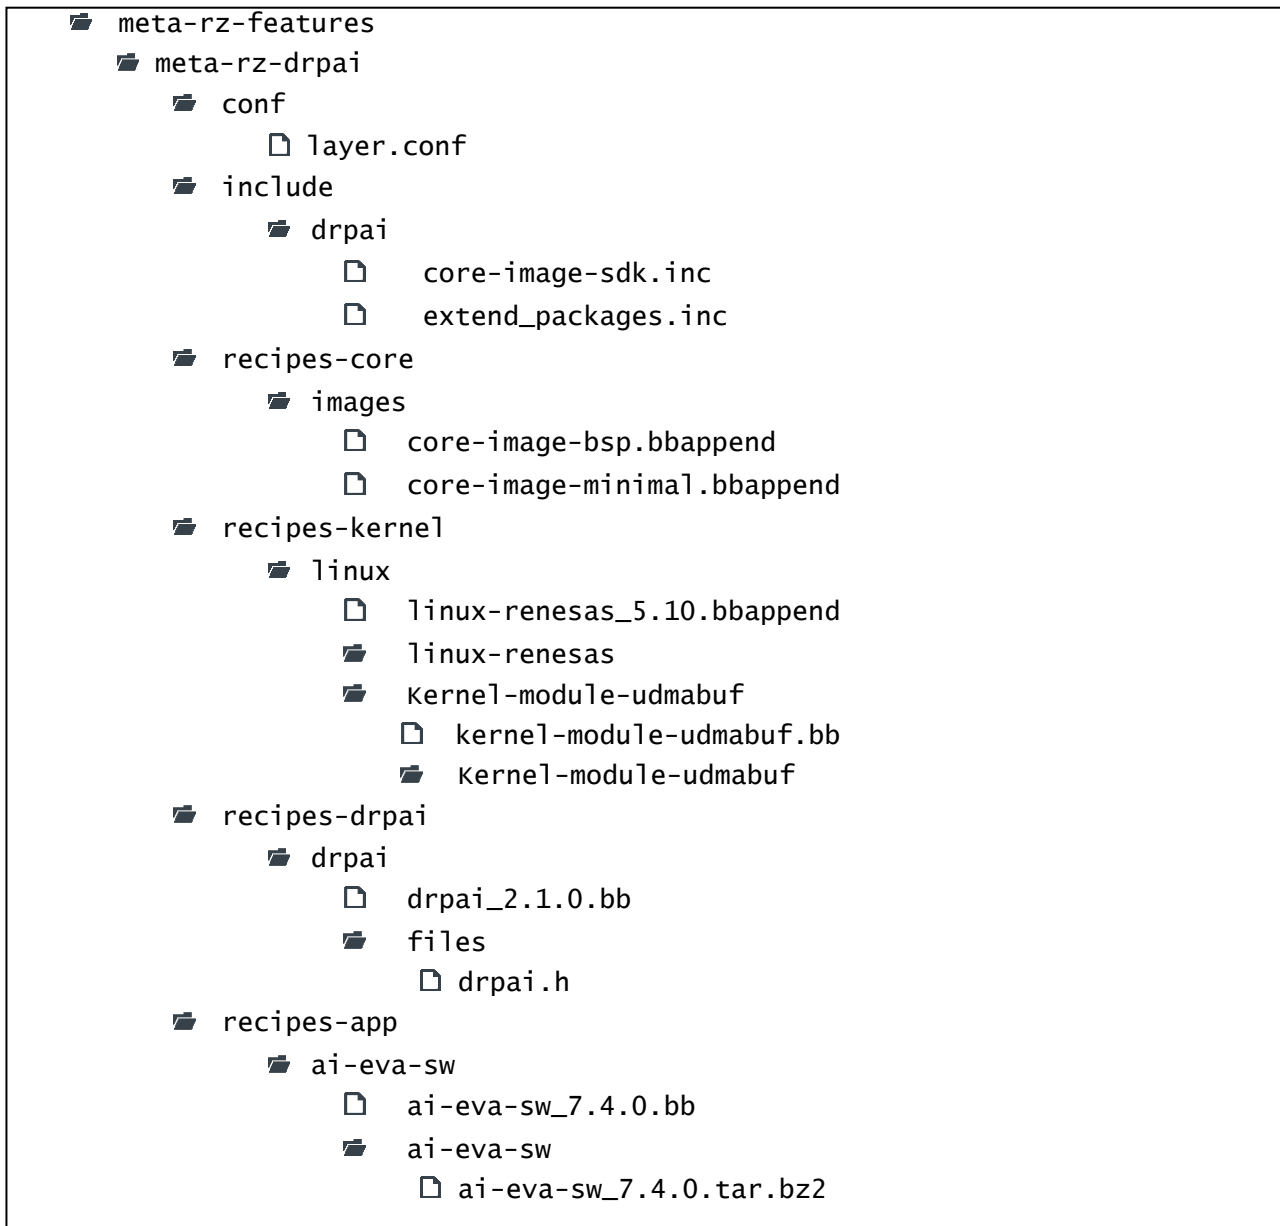 meta-rz-features
meta-rz-drpai
conf
layer.conf
include
drpai
core-image-sdk.inc
extend_packages.inc
recipes-core
images
core-image-bsp.bbappend
core-image-minimal.bbappend
recipes-kernel
linux
linux-renesas_5.10.bbappend
linux-renesas
Kernel-module-udmabuf
kernel-module-udmabuf.bb
Kernel-module-udmabuf
recipes-drpai
drpai
drpai_2.1.0.bb
files
drpai.h
recipes-app
ai-eva-sw
ai-eva-sw_7.4.0.bb
ai-eva-sw
ai-eva-sw_7.4.0.tar.bz2